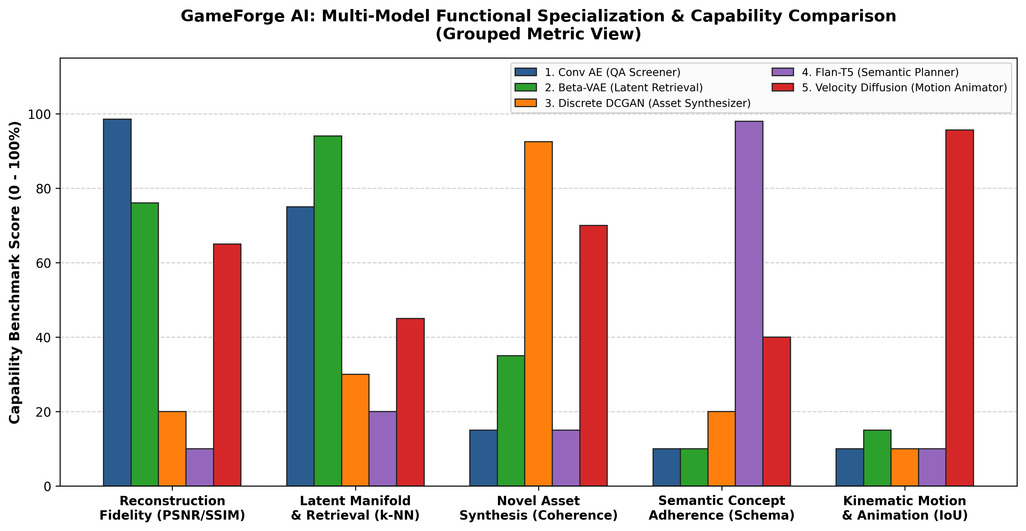 GameForge AI: Multi-Model Functional Specialization & Capability Comparison
(Grouped Metric View)
1. Conv AE (QA Screener)
2. Beta-VAE (Latent Retrieval)
3. Discrete DCGAN (Asset Synthesizer)
4. Flan-T5 (Semantic Planner)
5. Velocity Diffusion (Motion Animator)
Capability Benchmark Score (0 - 100%)
100
80
60
40
20
0
Reconstruction
Fidelity (PSNR/SSIM)
Latent Manifold
& Retrieval (k-NN)
Novel Asset
Synthesis (Coherence)
Semantic Concept
Adherence (Schema)
Kinematic Motion
& Animation (IoU)